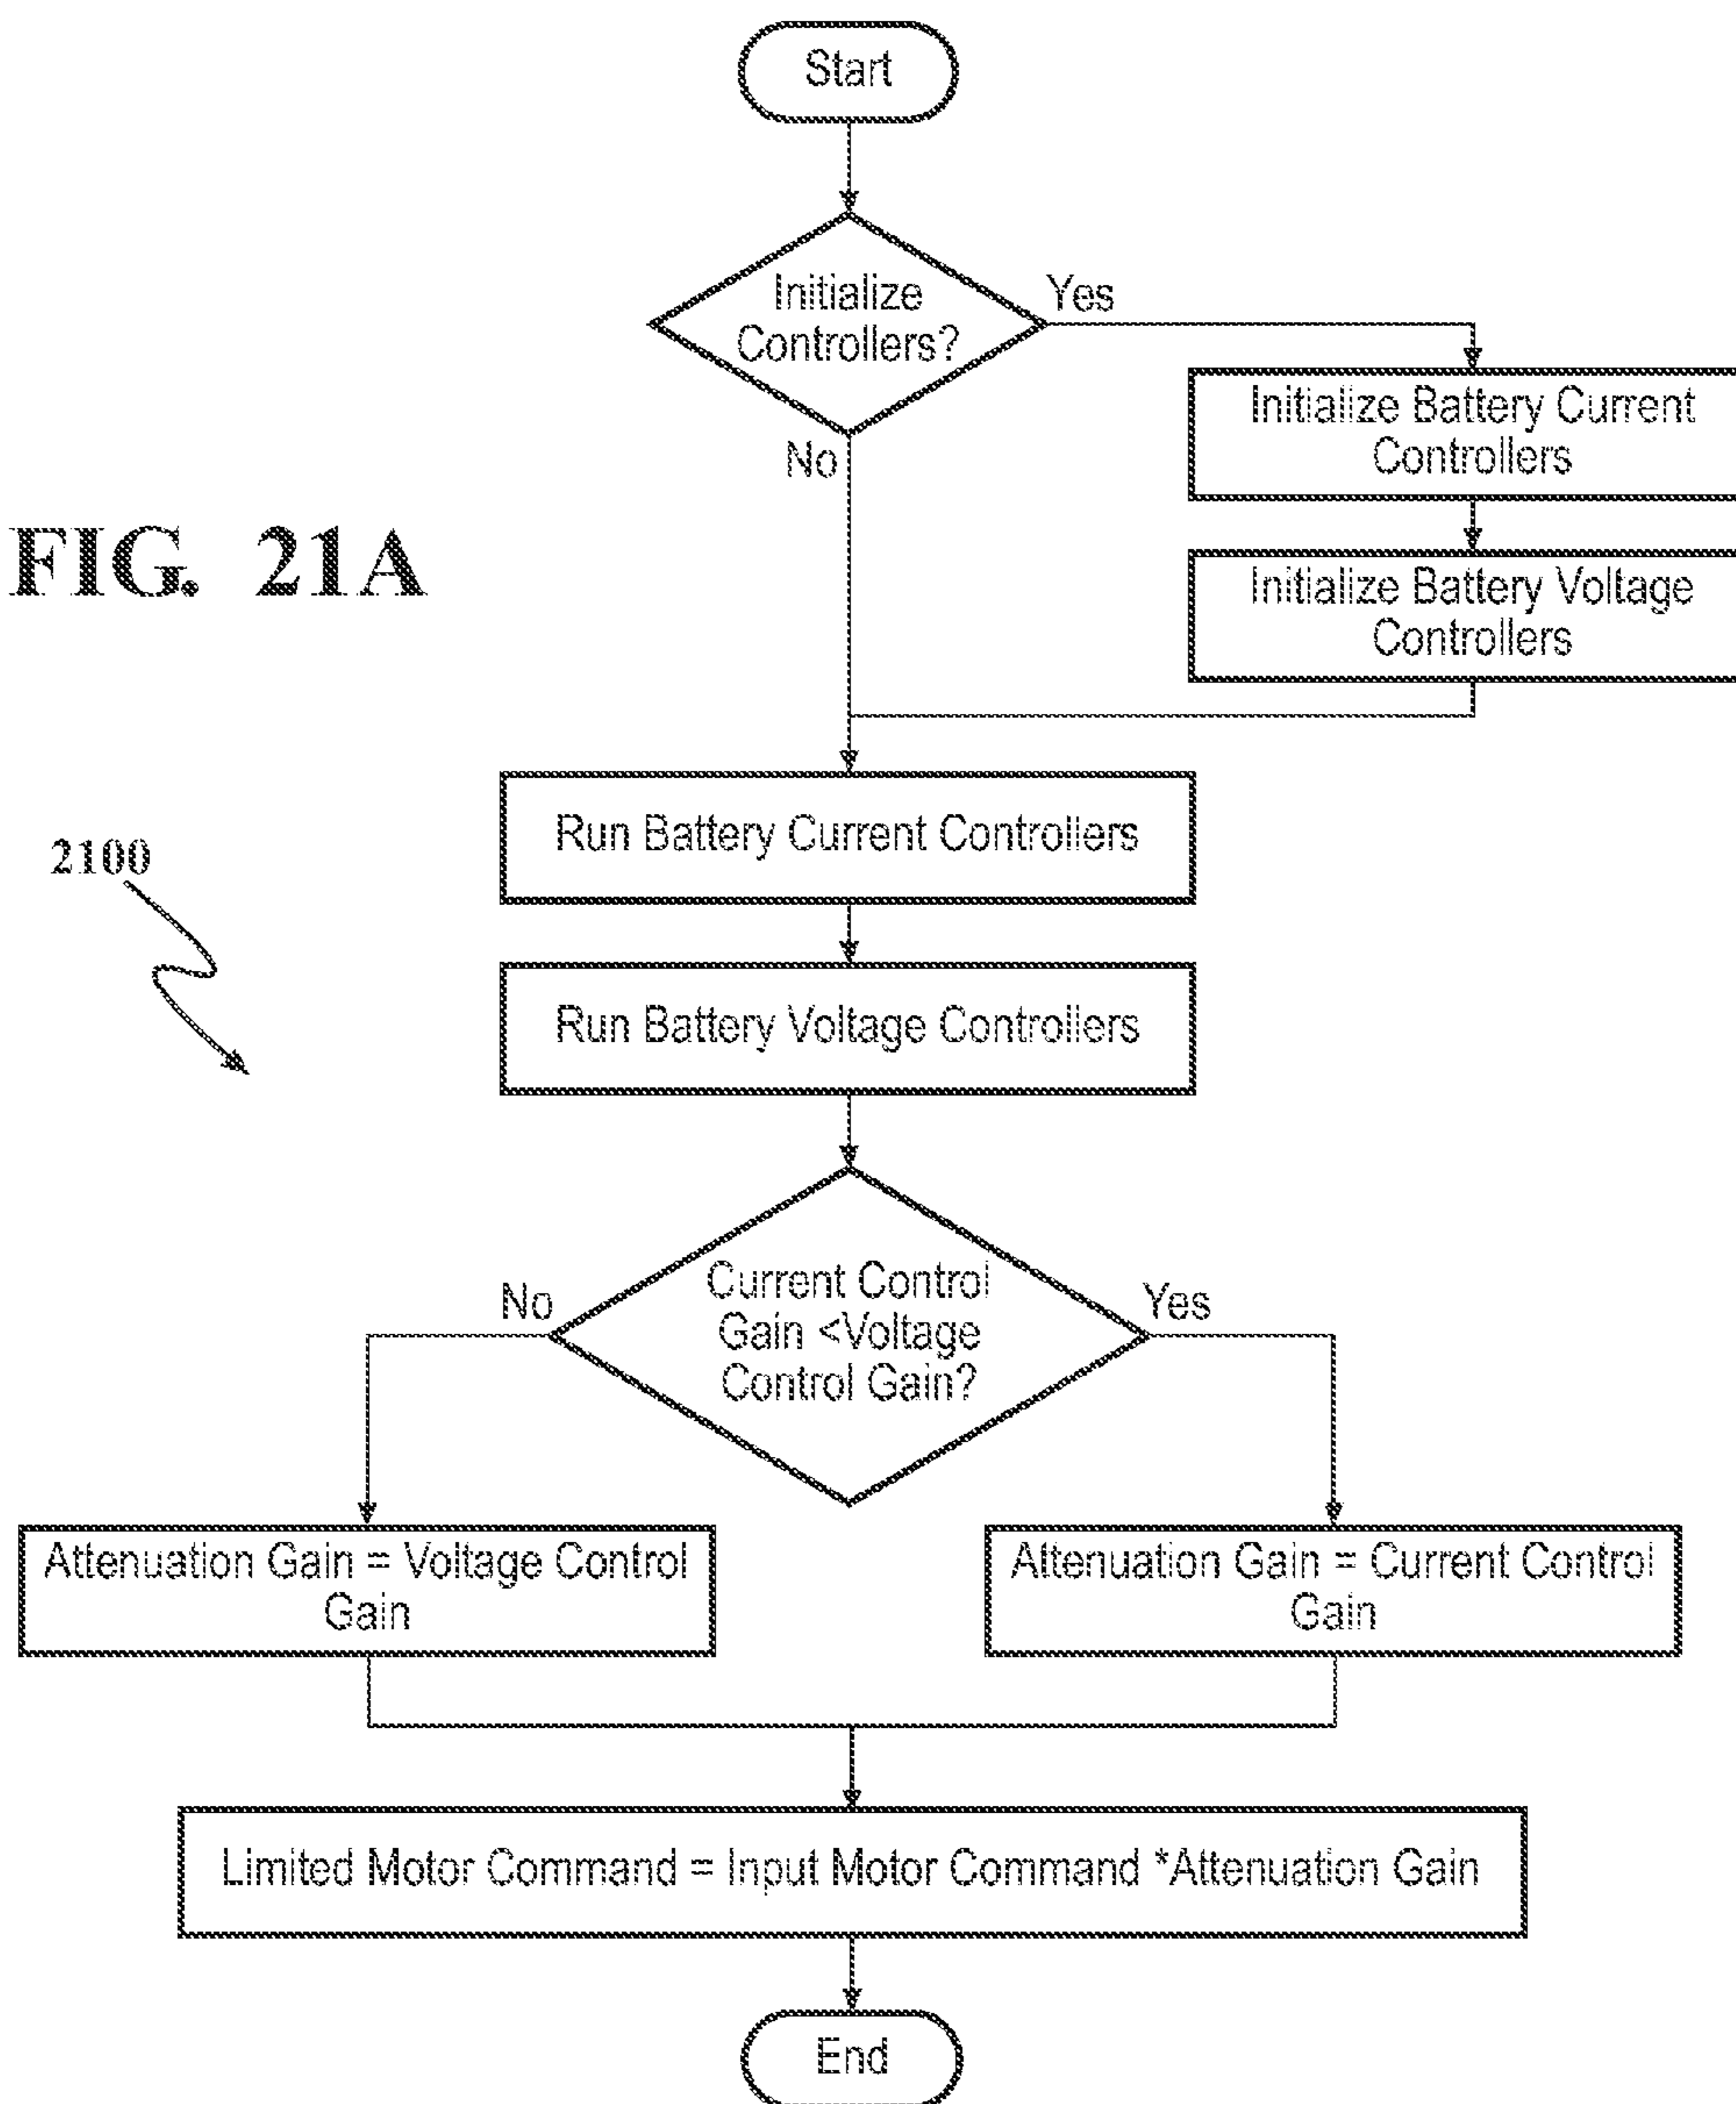 Start
Initialize
Controllers?
Yes
No
Initialize Battery Current
Controllers
Initialize Battery Voltage
Controllers
FIG. 21A
Run Battery Current Controllers
2100
Run Battery Voltage Controllers
Current Control
Gain <Voltage
Control Gain?
No
Yes
Attenuation Gain = Voltage Control
Gain
Attenuation Gain = Current Control
Gain
Limited Motor Command = Input Motor Command *Attenuation Gain
End